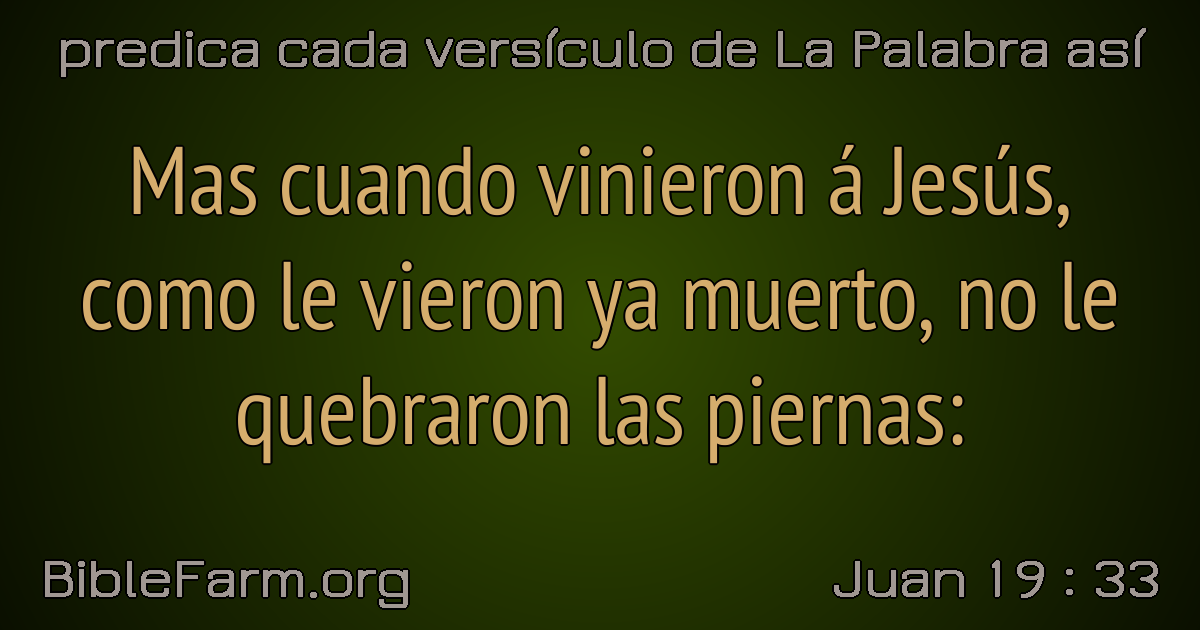 predica cada versículo de La Palabra así
Mas cuando vinieron á Jesús,
como le vieron ya muerto, no le
quebraron las piernas:
BibleFarm.org
Juan 19 : 33